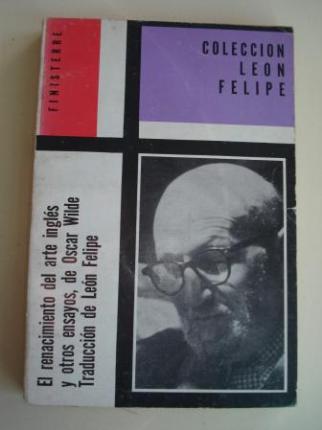 FINISTERRE
COLECCION
LEON
FELIPE
El renacimiento del arte inglés
y otros ensayos, de Oscar Wilde
Traducción de León Felipe